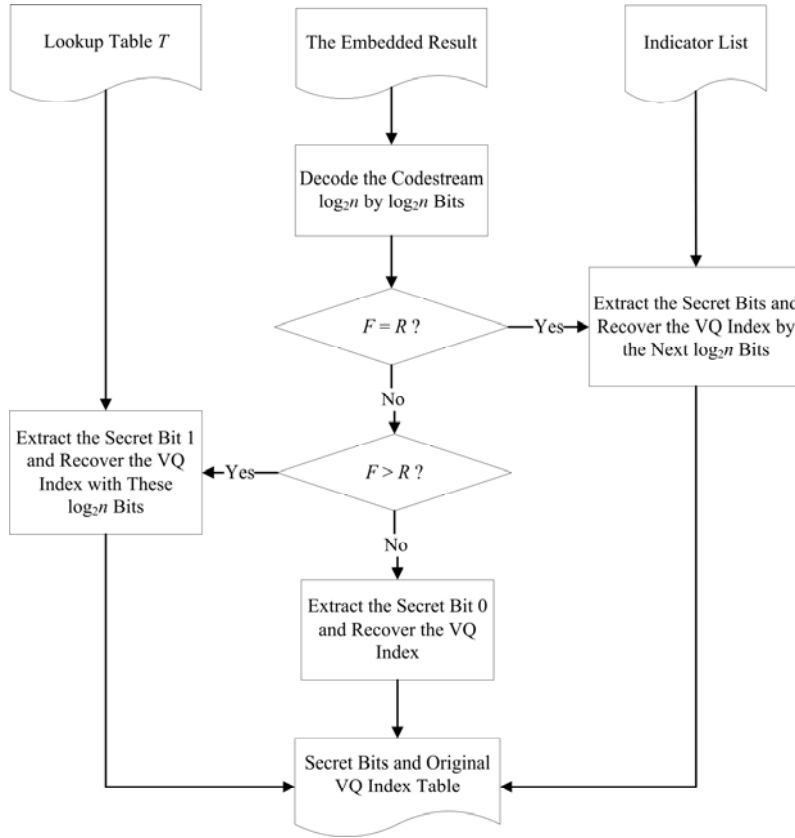 Lookup Table T
The Embedded Result
Indicator List
Decode the Codestream
log₂n by log₂n Bits
F = R ?
Yes
Extract the Secret Bits and
Recover the VQ Index by
the Next log₂n Bits
No
Extract the Secret Bit 1
and Recover the VQ
Index with These
log₂n Bits
Yes
F > R ?
No
Extract the Secret Bit 0
and Recover the VQ
Index
Secret Bits and Original
VQ Index Table